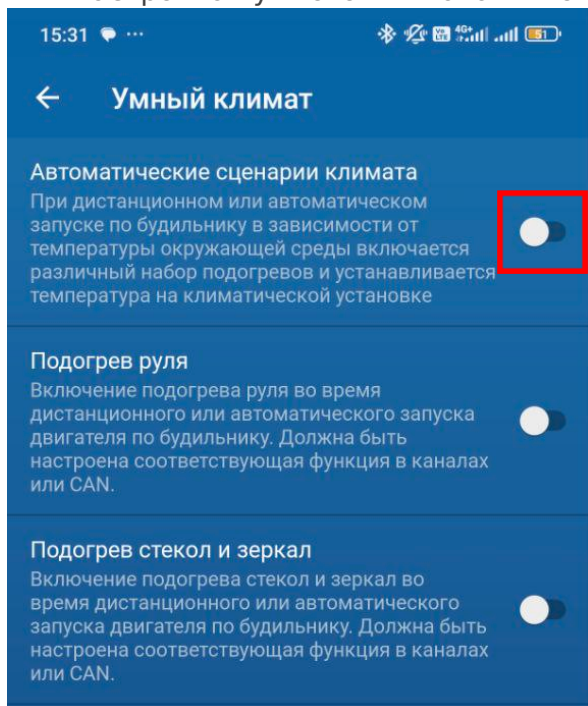 15:31
4G+
51
Умный климат
Автоматические сценарии климата
При дистанционном или автоматическом
запуске по будильнику в зависимости от
температуры окружающей среды включается
различный набор подогревов и устанавливается
температура на климатической установке
Подогрев руля
Включение подогрева руля во время
дистанционного или автоматического запуска
двигателя по будильнику. Должна быть
настроена соответствующая функция в каналах
или CAN.
Подогрев стекол и зеркал
Включение подогрева стекол и зеркал во
время дистанционного или автоматического
запуска двигателя по будильнику. Должна быть
настроена соответствующая функция в каналах
или CAN.